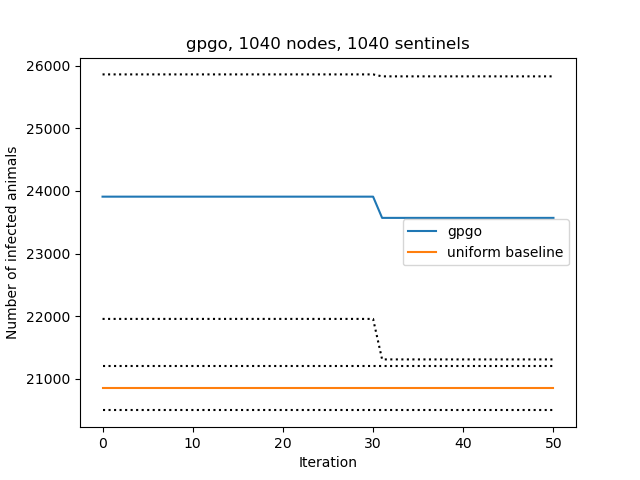 gpgo, 1040 nodes, 1040 sentinels
26000
25000
24000
23000
22000
21000
Number of infected animals
gpgo
uniform baseline
0 10 20 30 40 50
Iteration